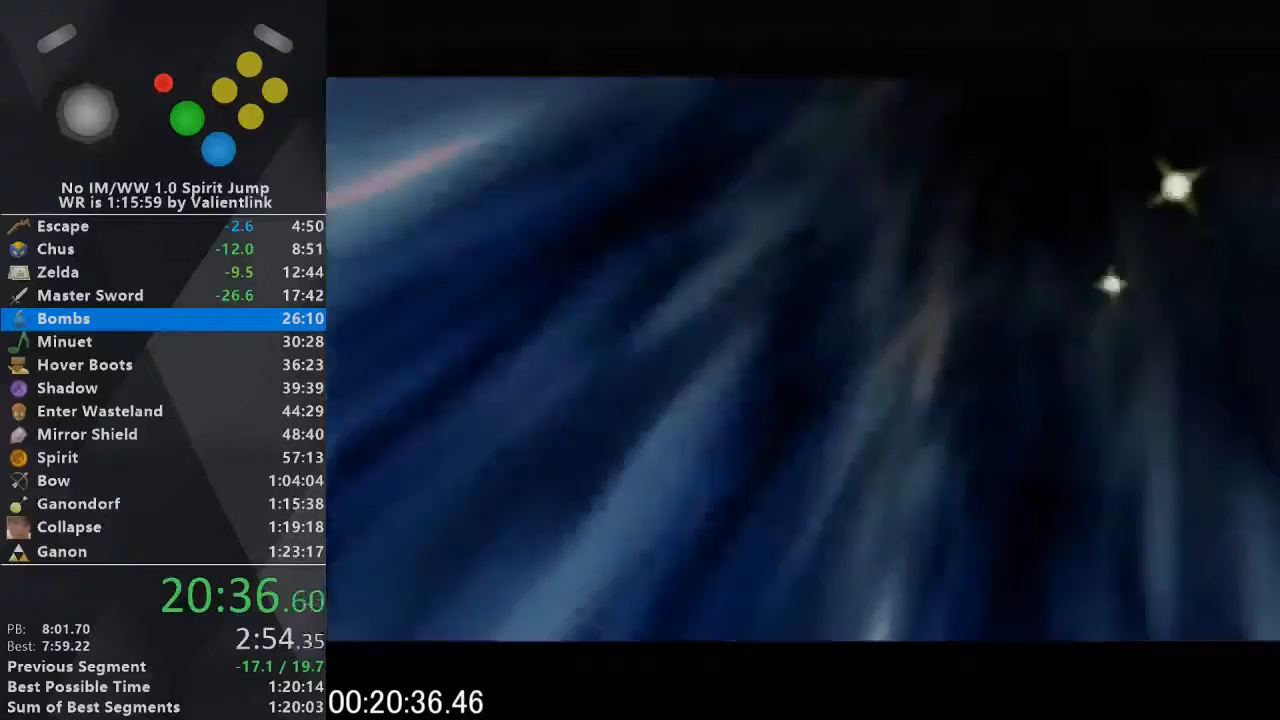 No IM/WW 1.0 Spirit Jump
WR is 1:15:59 by Valientlink
Escape -2.6 4:50
Chus -12.0 8:51
Zelda -9.5 12:44
Master Sword -26.6 17:42
Bombs 26:10
Minuet 30:28
Hover Boots 36:23
Shadow 39:39
Enter Wasteland 44:29
Mirror Shield 48:40
Spirit 57:13
Bow 1:04:04
Ganondorf 1:15:38
Collapse 1:19:18
Ganon 1:23:17
20:36.60
PB: 8:01.70
Best: 7:59.22
2:54.35
Previous Segment -17.1 / 19.7
Best Possible Time 1:20:14
Sum of Best Segments 1:20:03
00:20:36.46